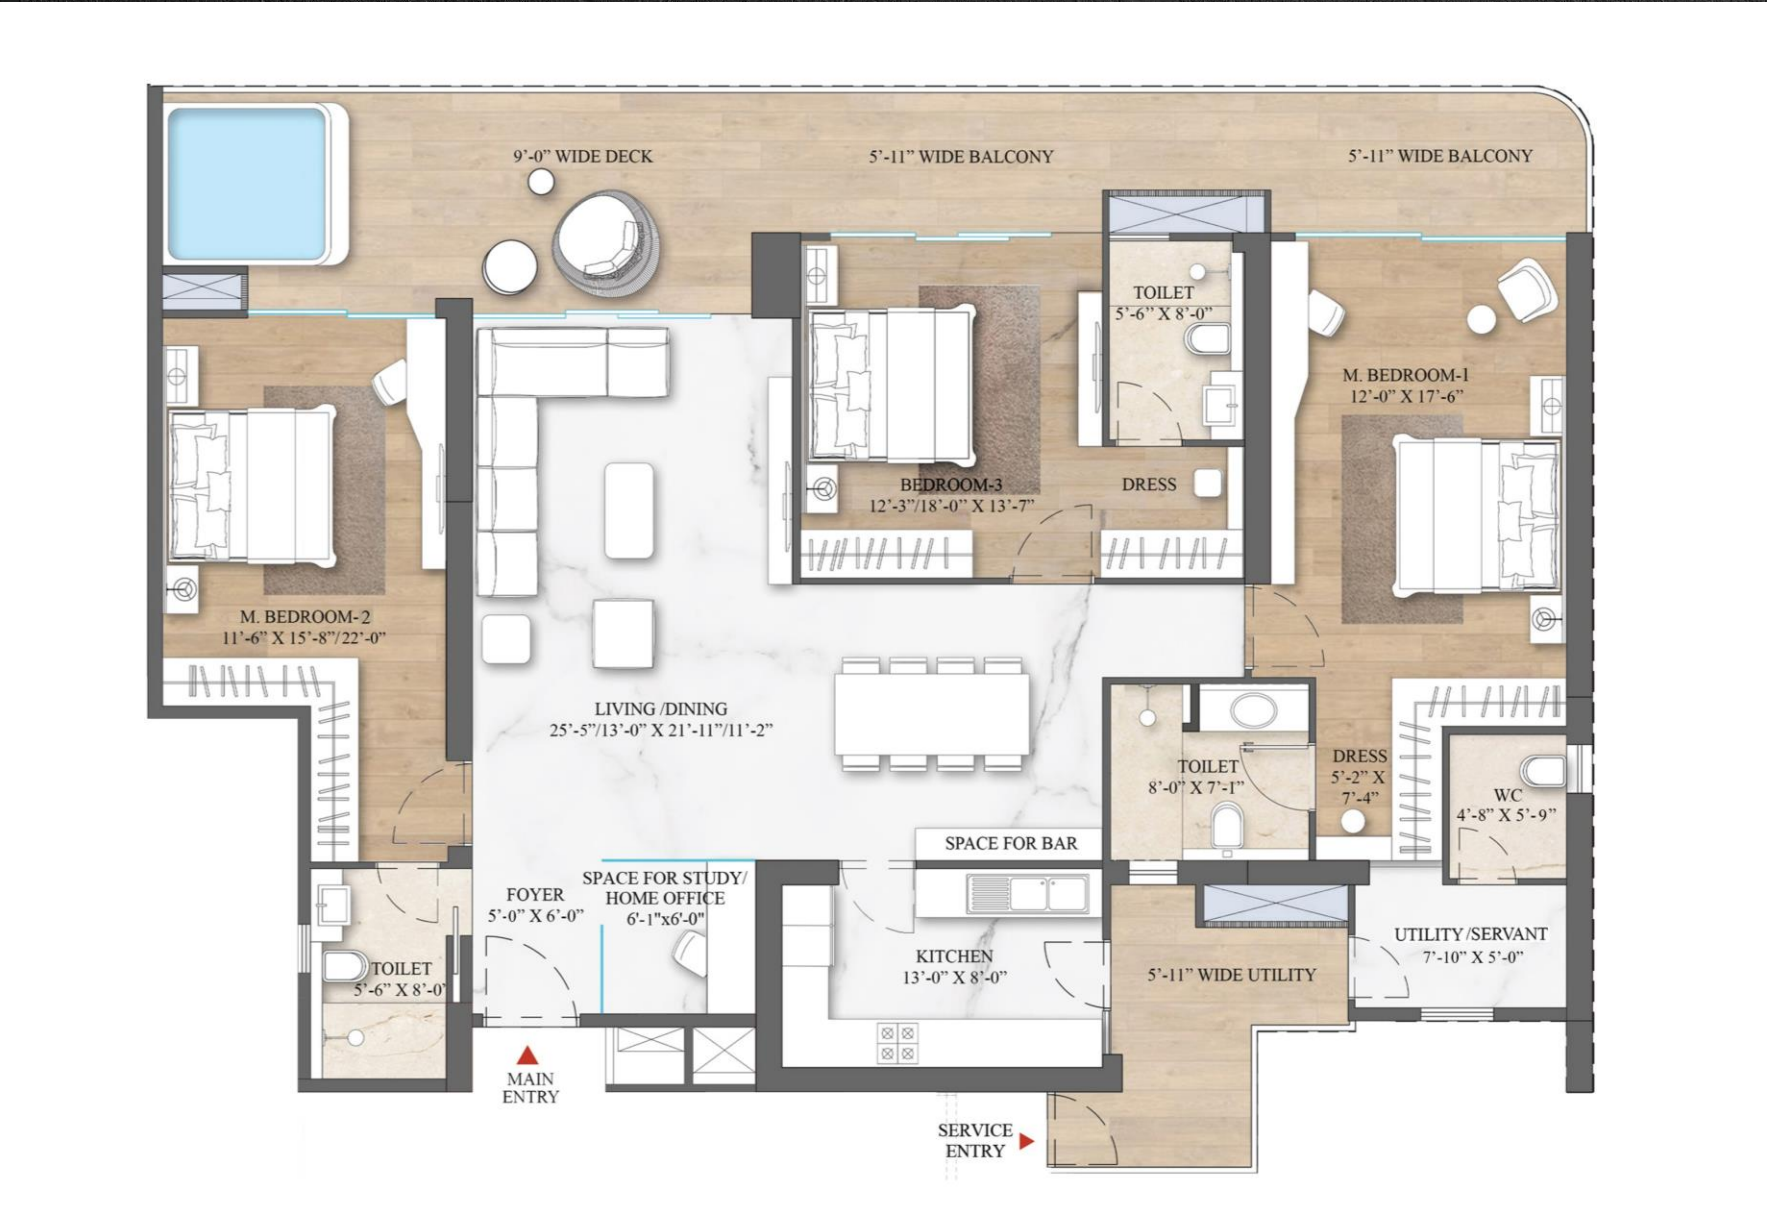 9'-0" WIDE DECK
5'-11" WIDE BALCONY
5'-11" WIDE BALCONY
TOILET
5'-6" X 8'-0"
M. BEDROOM-1
12'-0" X 17'-6"
BEDROOM-3
12'-3"/18'-0" X 13'-7"
DRESS
M. BEDROOM-2
11'-6" X 15'-8"/22'-0"
LIVING /DINING
25'-5"/13'-0" X 21'-11"/11'-2"
TOILET
8'-0" X 7'-1"
DRESS
5'-2" X
7'-4"
WC
4'-8" X 5'-9"
SPACE FOR BAR
FOYER
5'-0" X 6'-0"
SPACE FOR STUDY/
HOME OFFICE
6'-1"x6'-0"
KITCHEN
13'-0" X 8'-0"
5'-11" WIDE UTILITY
UTILITY/SERVANT
7'-10" X 5'-0"
TOILET
5'-6" X 8'-0'
MAIN
ENTRY
SERVICE
ENTRY